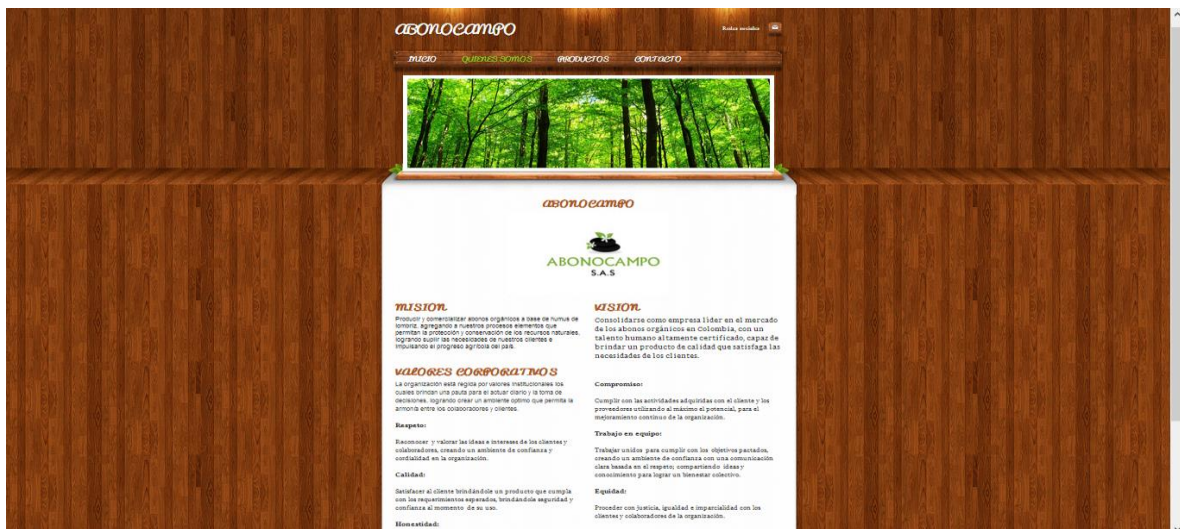 ABONOCAMPO
Redes sociales
INICIO QUIENES SOMOS PRODUCTOS CONTACTO
ABONOCAMPO
ABONOCAMPO
S.A.S
MISION
Producir y comercializar abonos orgánicos a base de humus de
lombriz, agregando a nuestros procesos elementos que
permitan la protección y conservación de los recursos naturales,
logrando suplir las necesidades de nuestros clientes e
impulsando el progreso agrícola del país.
VISION
Consolidarse como empresa líder en el mercado
de los abonos orgánicos en Colombia, con un
talento humano altamente certificado, capaz de
brindar un producto de calidad que satisfaga las
necesidades de los clientes.
VALORES CORPORATIVOS
La organización está regida por valores institucionales los
cuales brindan una pauta para el actuar diario y la toma de
decisiones, logrando crear un ambiente optimo que permita la
armonía entre los colaboradores y clientes.
Respeto:
Reconocer y valorar las ideas e intereses de los clientes y
colaboradores, creando un ambiente de confianza y
cordialidad en la organización.
Calidad:
Satisfacer al cliente brindándole un producto que cumpla
con los requerimientos esperados, brindándole seguridad y
confianza al momento de su uso.
Honestidad:
Compromiso:
Cumplir con las actividades adquiridas con el cliente y los
proveedores utilizando al máximo el potencial, para el
mejoramiento continuo de la organización.
Trabajo en equipo:
Trabajar unidos para cumplir con los objetivos pactados,
creando un ambiente de confianza con una comunicación
clara basada en el respeto; compartiendo ideas y
conocimiento para lograr un bienestar colectivo.
Equidad:
Proceder con justicia, igualdad e imparcialidad con los
clientes y colaboradores de la organización.